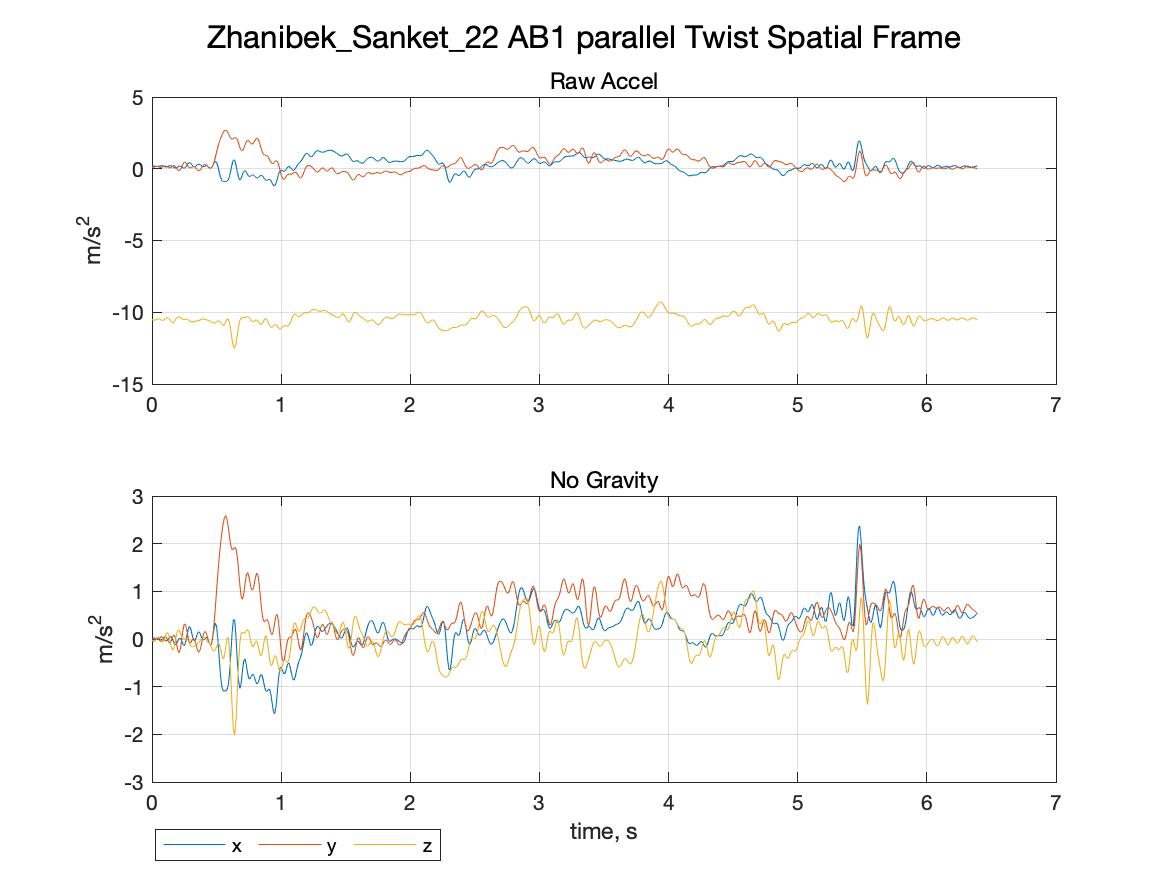 Zhanibek_Sanket_22 AB1 parallel Twist Spatial Frame
Raw Accel
5
0
-5
-10
-15
m/s²
0 1 2 3 4 5 6 7
No Gravity
3
2
1
0
-1
-2
-3
m/s²
0 1 2 3 4 5 6 7
time, s
x y z